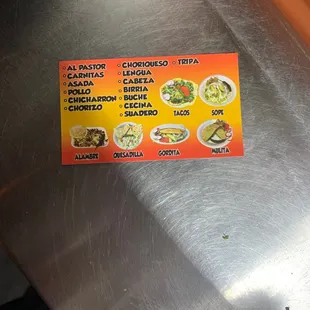 AL PASTOR
CARNITAS
ASADA
POLLO
CHICHARRON
CHORIZO
CHORIQUESO
LENGUA
CABEZA
BIRRIA
BUCHE
CECINA
SUADERO
TRIPA
TACOS
SOPE
ALAMBRE
QUESADILLA
GORDITA
MULITA